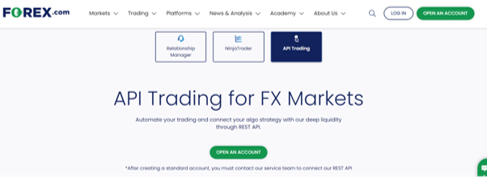 FOREX.com
Markets Trading Platforms News & Analysis Academy About Us LOG IN OPEN AN ACCOUNT
Relationship
Manager
NinjaTrader
API Trading
API Trading for FX Markets
Automate your trading and connect your algo strategy with our deep liquidity
through REST API.
OPEN AN ACCOUNT
*After creating a standard account, you must contact our service team to connect our REST API